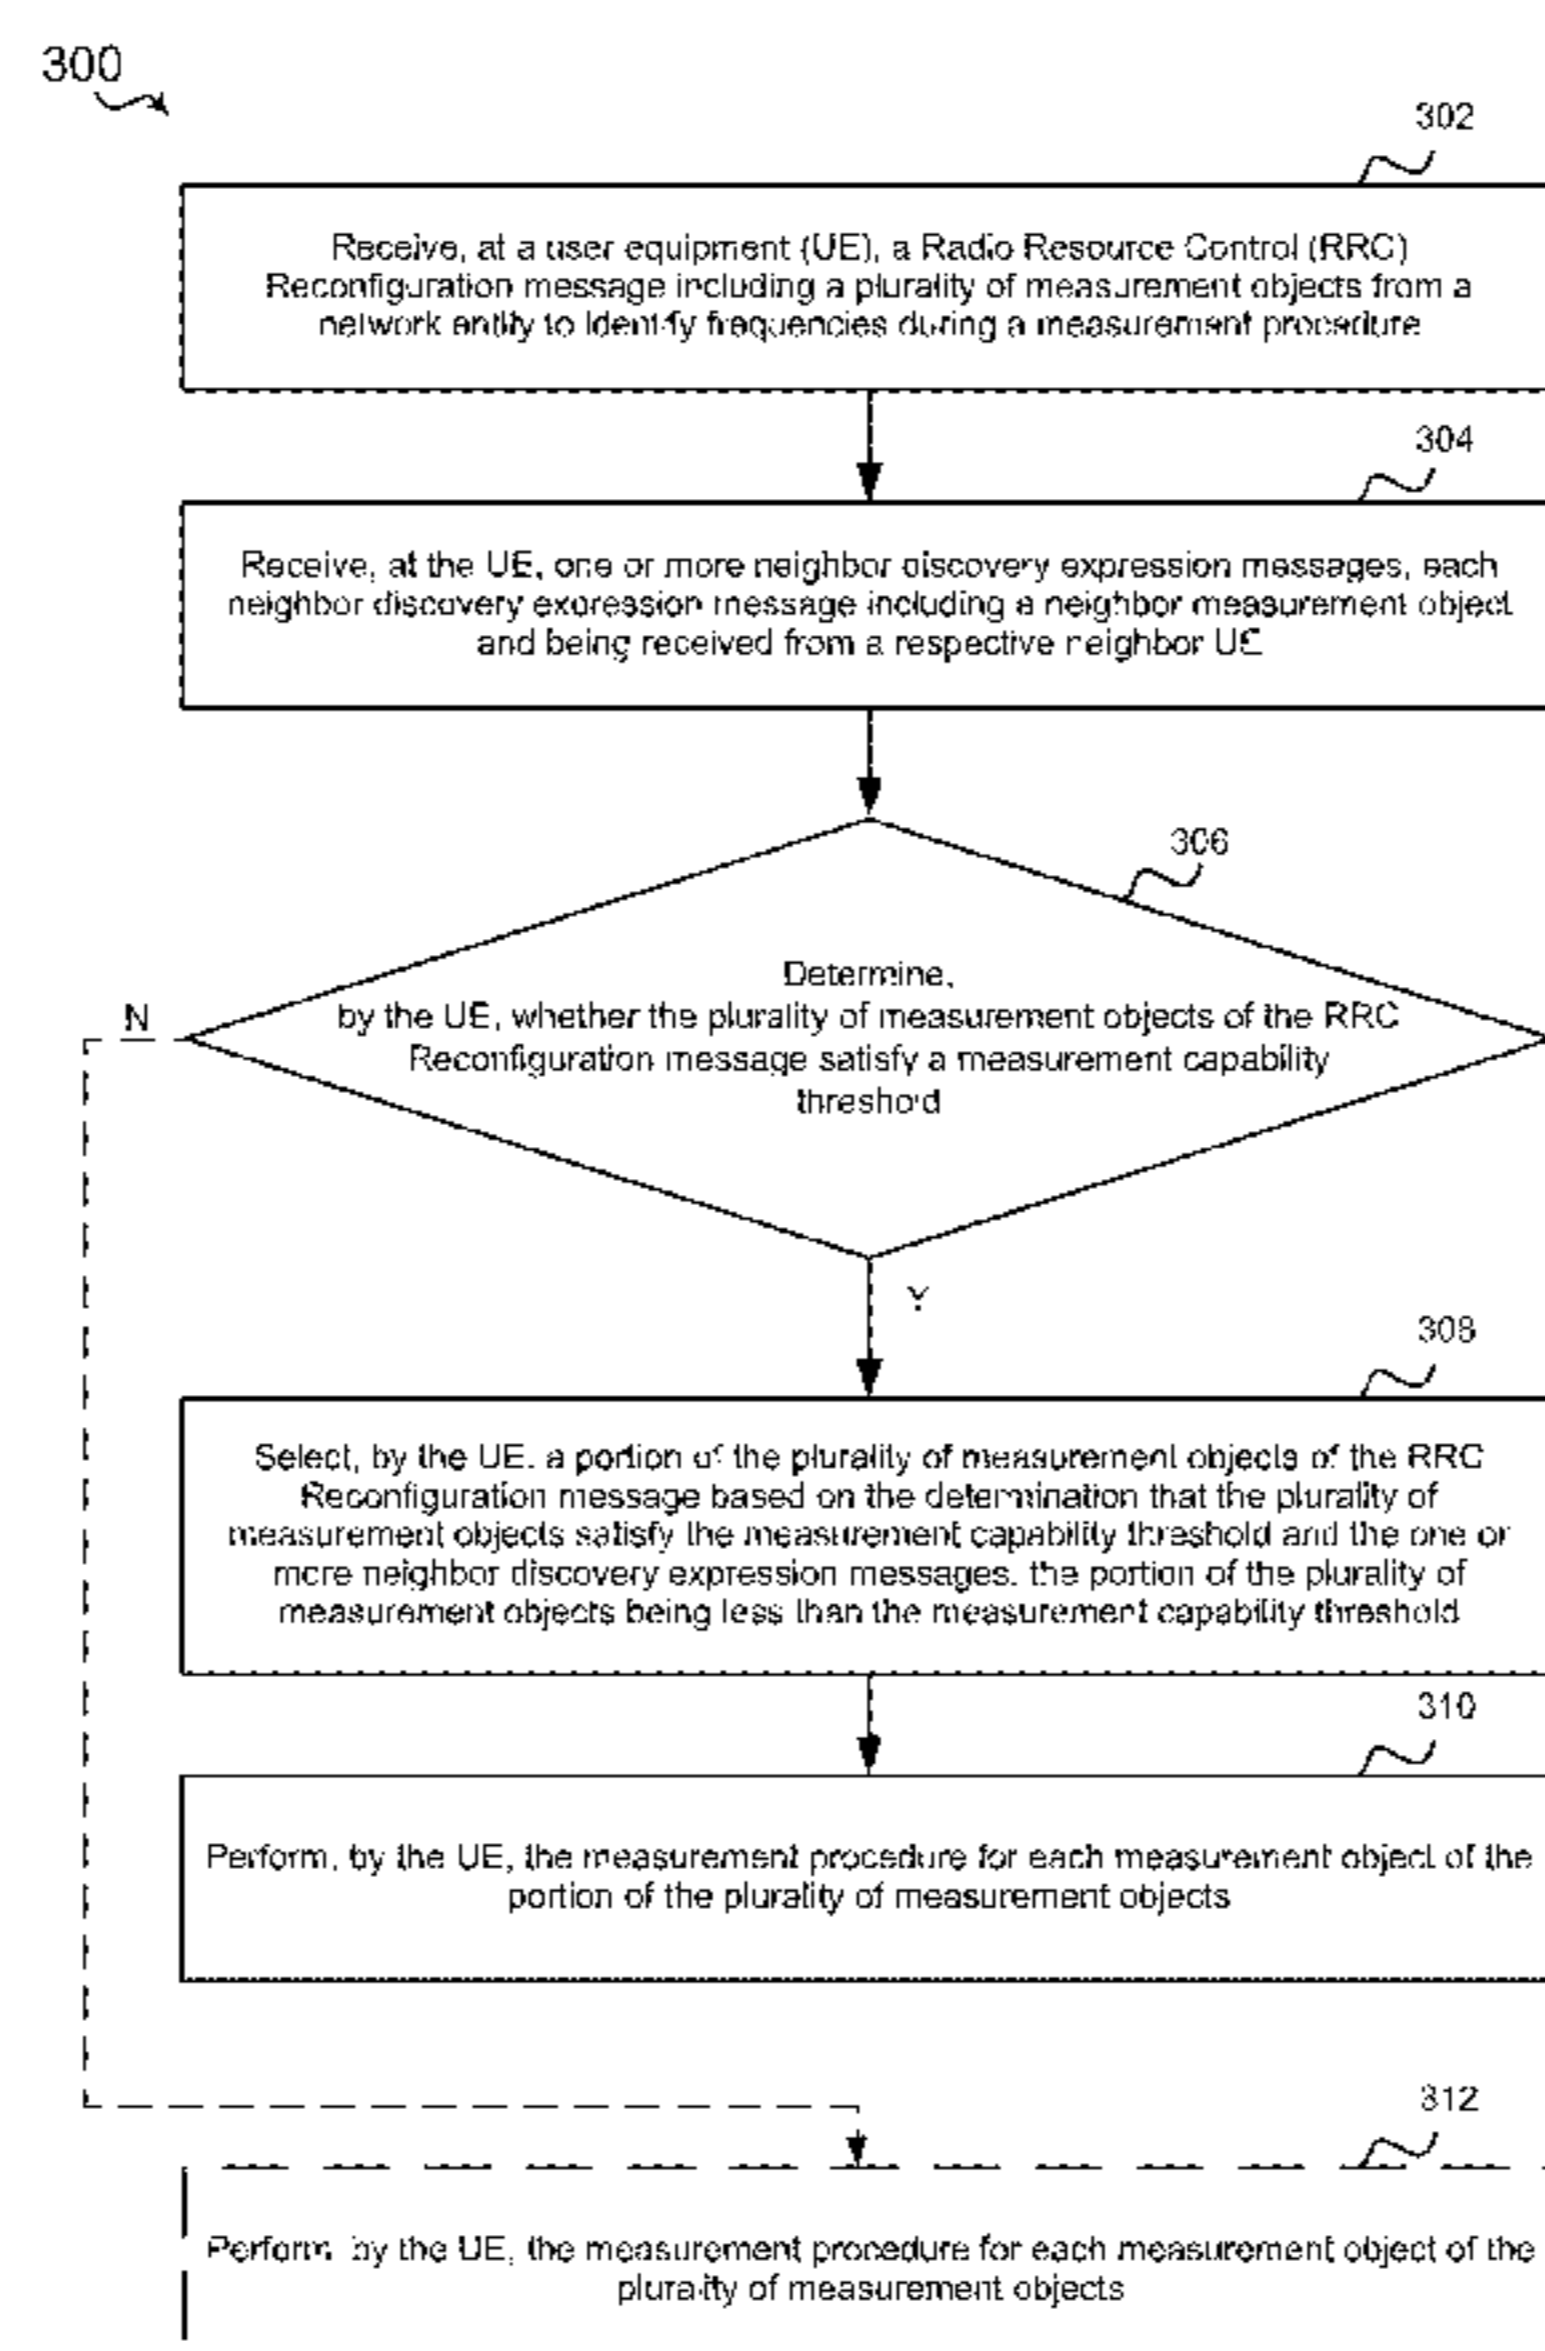 300
302
Receive, at a user equipment (UE), a Radio Resource Control (RRC)
Reconfiguration message including a plurality of measurement objects from a
network entity to identify frequencies during a measurement procedure
304
Receive, at the UE, one or more neighbor discovery expression messages, each
neighbor discovery expression message including a neighbor measurement object
and being received from a respective neighbor UE
306
Determine,
by the UE, whether the plurality of measurement objects of the RRC
Reconfiguration message satisfy a measurement capability
threshold
N
Y
308
Select, by the UE, a portion of the plurality of measurement objects of the RRC
Reconfiguration message based on the determination that the plurality of
measurement objects satisfy the measurement capability threshold and the one or
more neighbor discovery expression messages, the portion of the plurality of
measurement objects being less than the measurement capability threshold
310
Perform, by the UE, the measurement procedure for each measurement object of the
portion of the plurality of measurement objects
312
Perform, by the UE, the measurement procedure for each measurement object of the
plurality of measurement objects